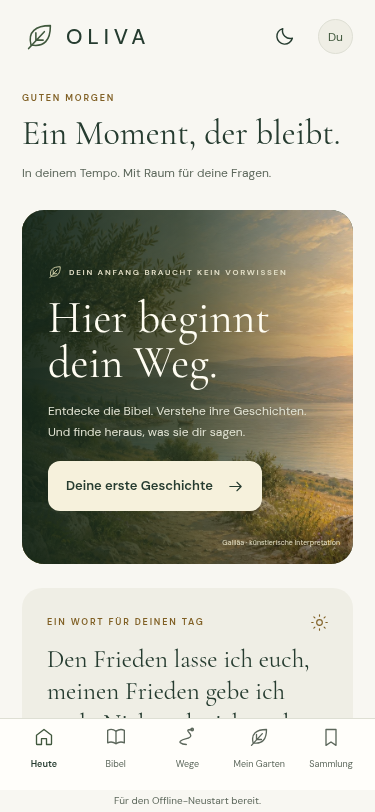 OLIVA
Du
GUTEN MORGEN
Ein Moment, der bleibt.
In deinem Tempo. Mit Raum für deine Fragen.
DEIN ANFANG BRAUCHT KEIN VORWISSEN
Hier beginnt
dein Weg.
Entdecke die Bibel. Verstehe ihre Geschichten.
Und finde heraus, was sie dir sagen.
Deine erste Geschichte →
Galiläa · künstlerische Interpretation
EIN WORT FÜR DEINEN TAG
Den Frieden lasse ich euch,
meinen Frieden gebe ich
Heute
Bibel
Wege
Mein Garten
Sammlung
Für den Offline-Neustart bereit.